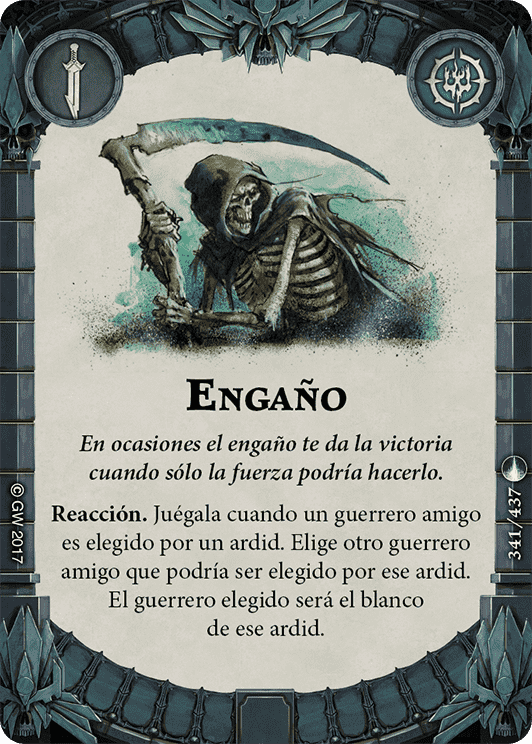 Engaño
En ocasiones el engaño te da la victoria
cuando sólo la fuerza podría hacerlo.
Reacción. Juégala cuando un guerrero amigo
es elegido por un ardid. Elige otro guerrero
amigo que podría ser elegido por ese ardid.
El guerrero elegido será el blanco
de ese ardid.
© GW 2017
341/437